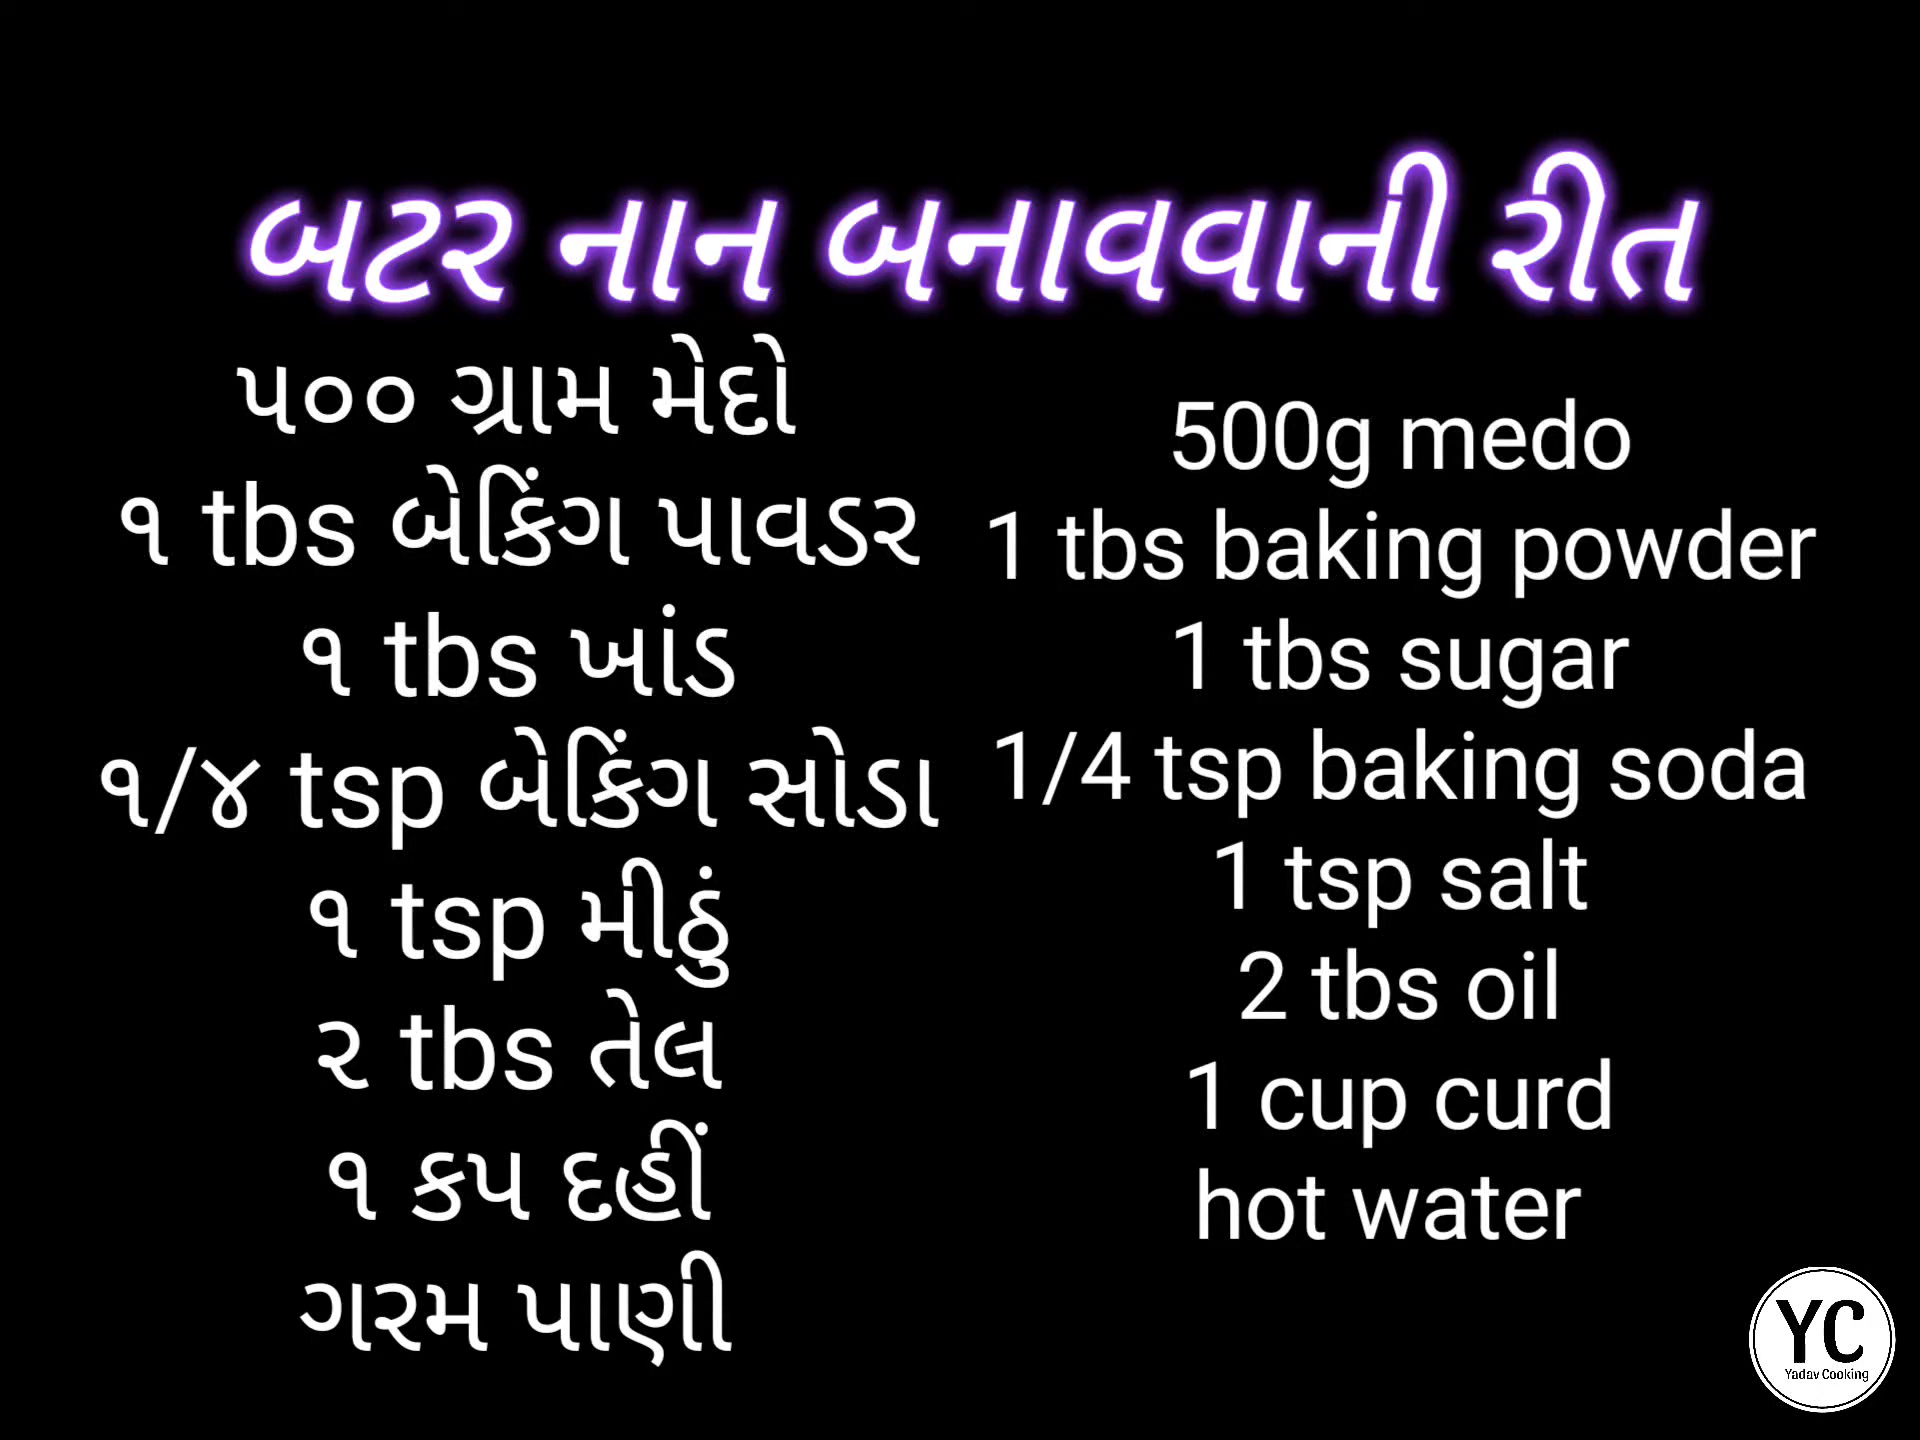 બટર નાન બનાવવાની રીત
૫૦૦ ગ્રામ મેદો
૧ tbs બેકિંગ પાવડર
૧ tbs ખાંડ
૧/૪ tsp બેકિંગ સોડા
૧ tsp મીઠું
૨ tbs તેલ
૧ કપ દહીં
ગરમ પાણી
500g medo
1 tbs baking powder
1 tbs sugar
1/4 tsp baking soda
1 tsp salt
2 tbs oil
1 cup curd
hot water
YC
Yadav Cooking